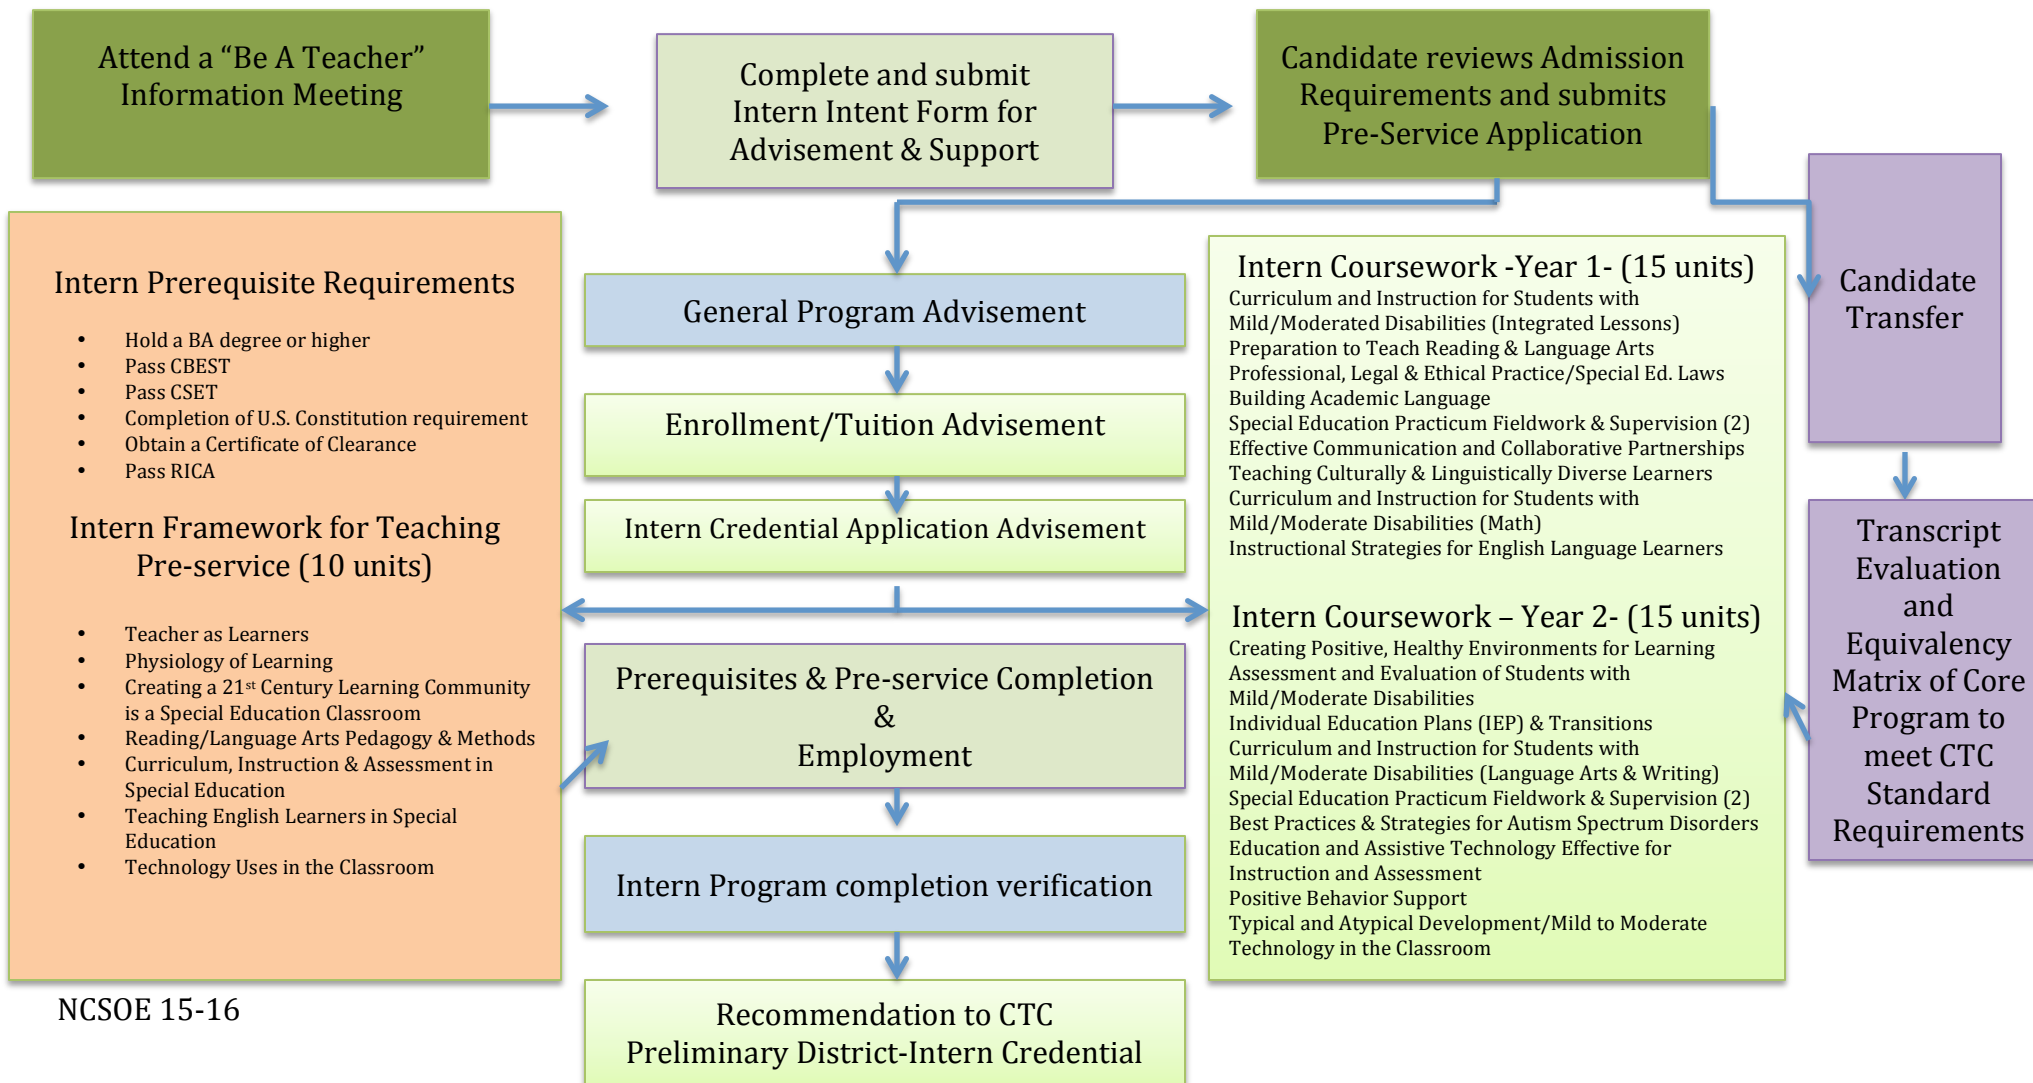 Attend a “Be A Teacher”
Information Meeting
Complete and submit
Intern Intent Form for
Advisement & Support
Candidate reviews Admission
Requirements and submits
Pre-Service Application
Intern Prerequisite Requirements
• Hold a BA degree or higher
• Pass CBEST
• Pass CSET
• Completion of U.S. Constitution requirement
• Obtain a Certificate of Clearance
• Pass RICA
Intern Framework for Teaching
Pre-service (10 units)
• Teacher as Learners
• Physiology of Learning
• Creating a 21st Century Learning Community
is a Special Education Classroom
• Reading/Language Arts Pedagogy & Methods
• Curriculum, Instruction & Assessment in
Special Education
• Teaching English Learners in Special
Education
• Technology Uses in the Classroom
General Program Advisement
Enrollment/Tuition Advisement
Intern Credential Application Advisement
Prerequisites & Pre-service Completion
&
Employment
Intern Program completion verification
Recommendation to CTC
Preliminary District-Intern Credential
Intern Coursework -Year 1- (15 units)
Curriculum and Instruction for Students with
Mild/Moderated Disabilities (Integrated Lessons)
Preparation to Teach Reading & Language Arts
Professional, Legal & Ethical Practice/Special Ed. Laws
Building Academic Language
Special Education Practicum Fieldwork & Supervision (2)
Effective Communication and Collaborative Partnerships
Teaching Culturally & Linguistically Diverse Learners
Curriculum and Instruction for Students with
Mild/Moderate Disabilities (Math)
Instructional Strategies for English Language Learners
Intern Coursework – Year 2- (15 units)
Creating Positive, Healthy Environments for Learning
Assessment and Evaluation of Students with
Mild/Moderate Disabilities
Individual Education Plans (IEP) & Transitions
Curriculum and Instruction for Students with
Mild/Moderate Disabilities (Language Arts & Writing)
Special Education Practicum Fieldwork & Supervision (2)
Best Practices & Strategies for Autism Spectrum Disorders
Education and Assistive Technology Effective for
Instruction and Assessment
Positive Behavior Support
Typical and Atypical Development/Mild to Moderate
Technology in the Classroom
Candidate
Transfer
Transcript
Evaluation
and
Equivalency
Matrix of Core
Program to
meet CTC
Standard
Requirements
NCSOE 15-16